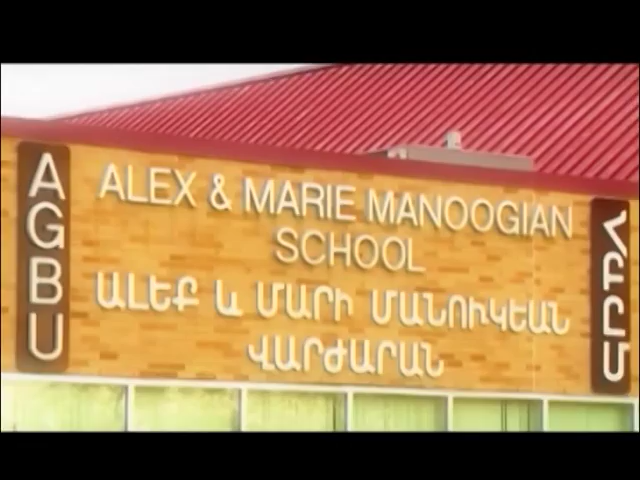 AGBU
ALEX & MARIE MANOOGIAN
SCHOOL
ԱԼԵՔ և ՄԱՐԻ ՄԱՆՈՒԿԵԱՆ
ՎԱՐԺԱՐԱՆ
ՀԲԸՄ